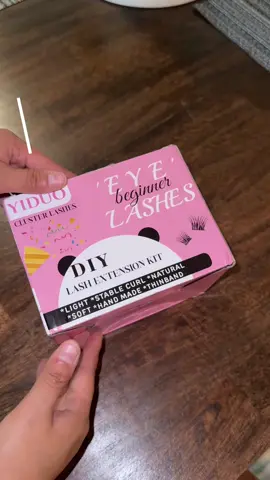 YIDUO
CLUSTER LASHES
'EYE'
beginner
LASHES
DIY
LASH EXTENSION KIT
*LIGHT *STABLE CURL *NATURAL
*SOFT *HAND MADE *THINBAND